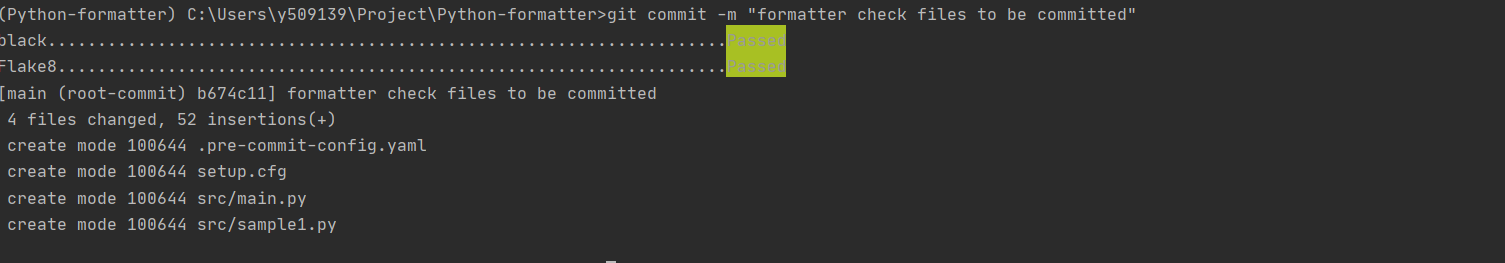 (Python-formatter) C:\Users\y509139\Project\Python-formatter>git commit -m "formatter check files to be committed"
black....................................................................Passed
Flake8...................................................................Passed
[main (root-commit) b674c11] formatter check files to be committed
 4 files changed, 52 insertions(+)
 create mode 100644 .pre-commit-config.yaml
 create mode 100644 setup.cfg
 create mode 100644 src/main.py
 create mode 100644 src/sample1.py